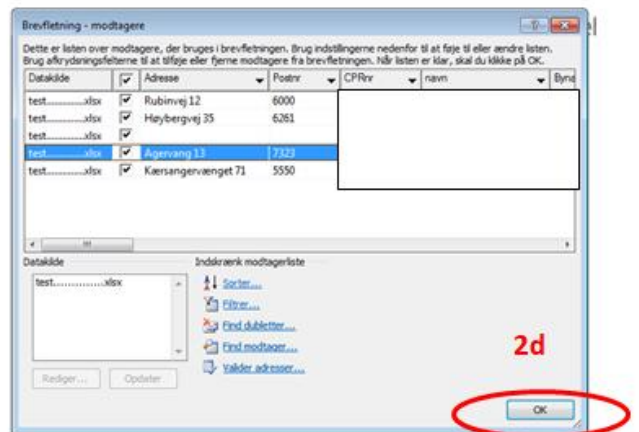 Brevfletning - modtagere
Dette er listen over modtagere, der bruges i brevfletningen. Brug indstillingerne nedenfor til at føje til eller ændre listen.
Brug afkrydsningsfelterne til at tilføje eller fjerne modtagere fra brevfletningen. Når listen er klar, skal du klikke på OK.
Datakilde Adresse Postnr CPRnr navn Byna
test..............xlsx Rubinvej 12 6000
test..............xlsx Høybergvej 35 6261
test..............xlsx
test..............xlsx Agervang 13 7323
test..............xlsx Kærsangervænget 71 5550
Datakilde Indskrænk modtagerliste
test...............xlsx Sorter...
Filtrer...
Find dubletter...
Find modtager...
Valider adresser...
2d
Rediger... Opdater
OK